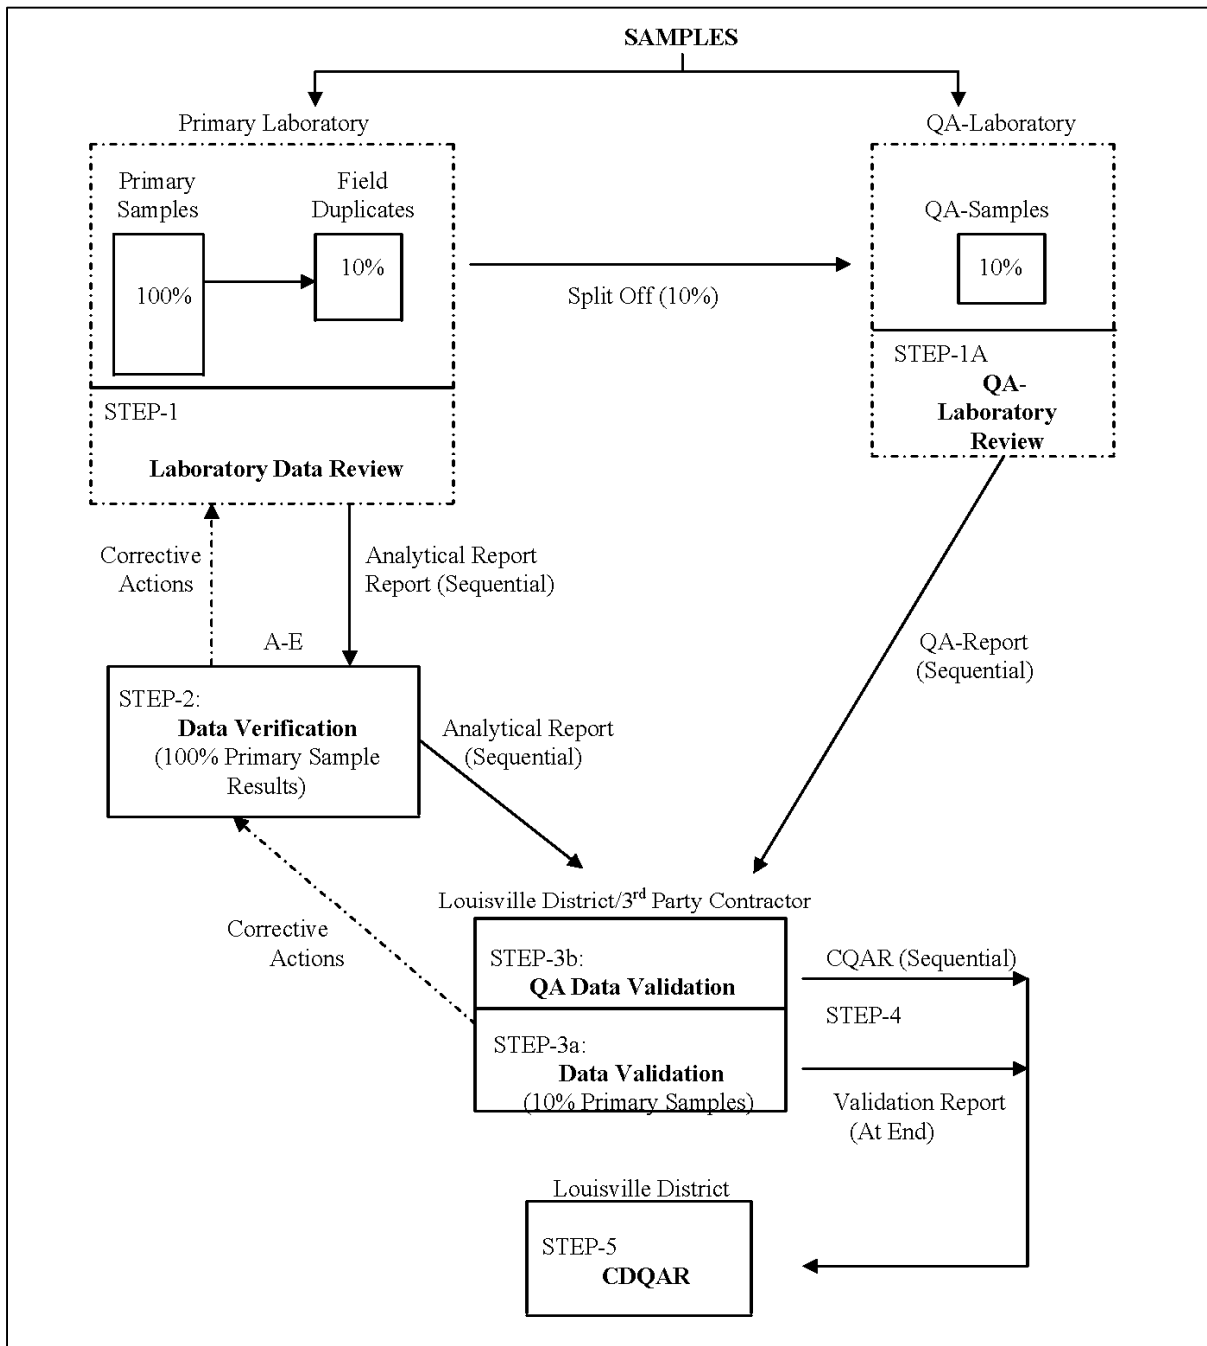 SAMPLES
Primary Laboratory
QA-Laboratory
Primary
Samples
Field
Duplicates
100%
10%
Split Off (10%)
QA-Samples
10%
STEP-1A
QA-
Laboratory
Review
STEP-1
Laboratory Data Review
Corrective
Actions
Analytical Report
Report (Sequential)
A-E
QA-Report
(Sequential)
STEP-2:
Data Verification
(100% Primary Sample
Results)
Analytical Report
(Sequential)
Corrective
Actions
Louisville District/3rd Party Contractor
STEP-3b:
QA Data Validation
STEP-3a:
Data Validation
(10% Primary Samples)
CQAR (Sequential)
STEP-4
Validation Report
(At End)
Louisville District
STEP-5
CDQAR